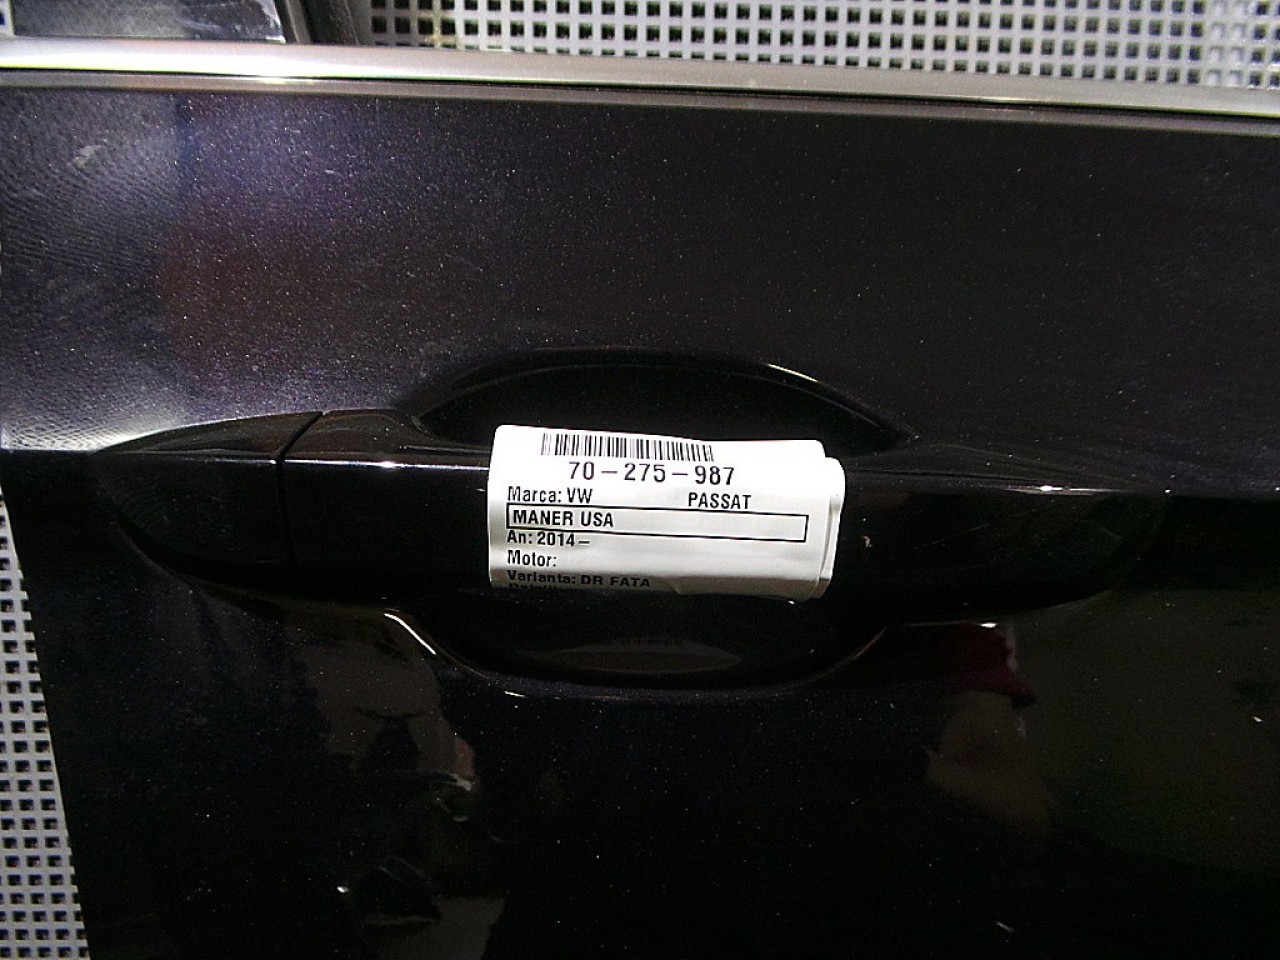 70-275-987
Marca: VW PASSAT
MANER USA
An: 2014-
Motor:
Varianta: DR FATA